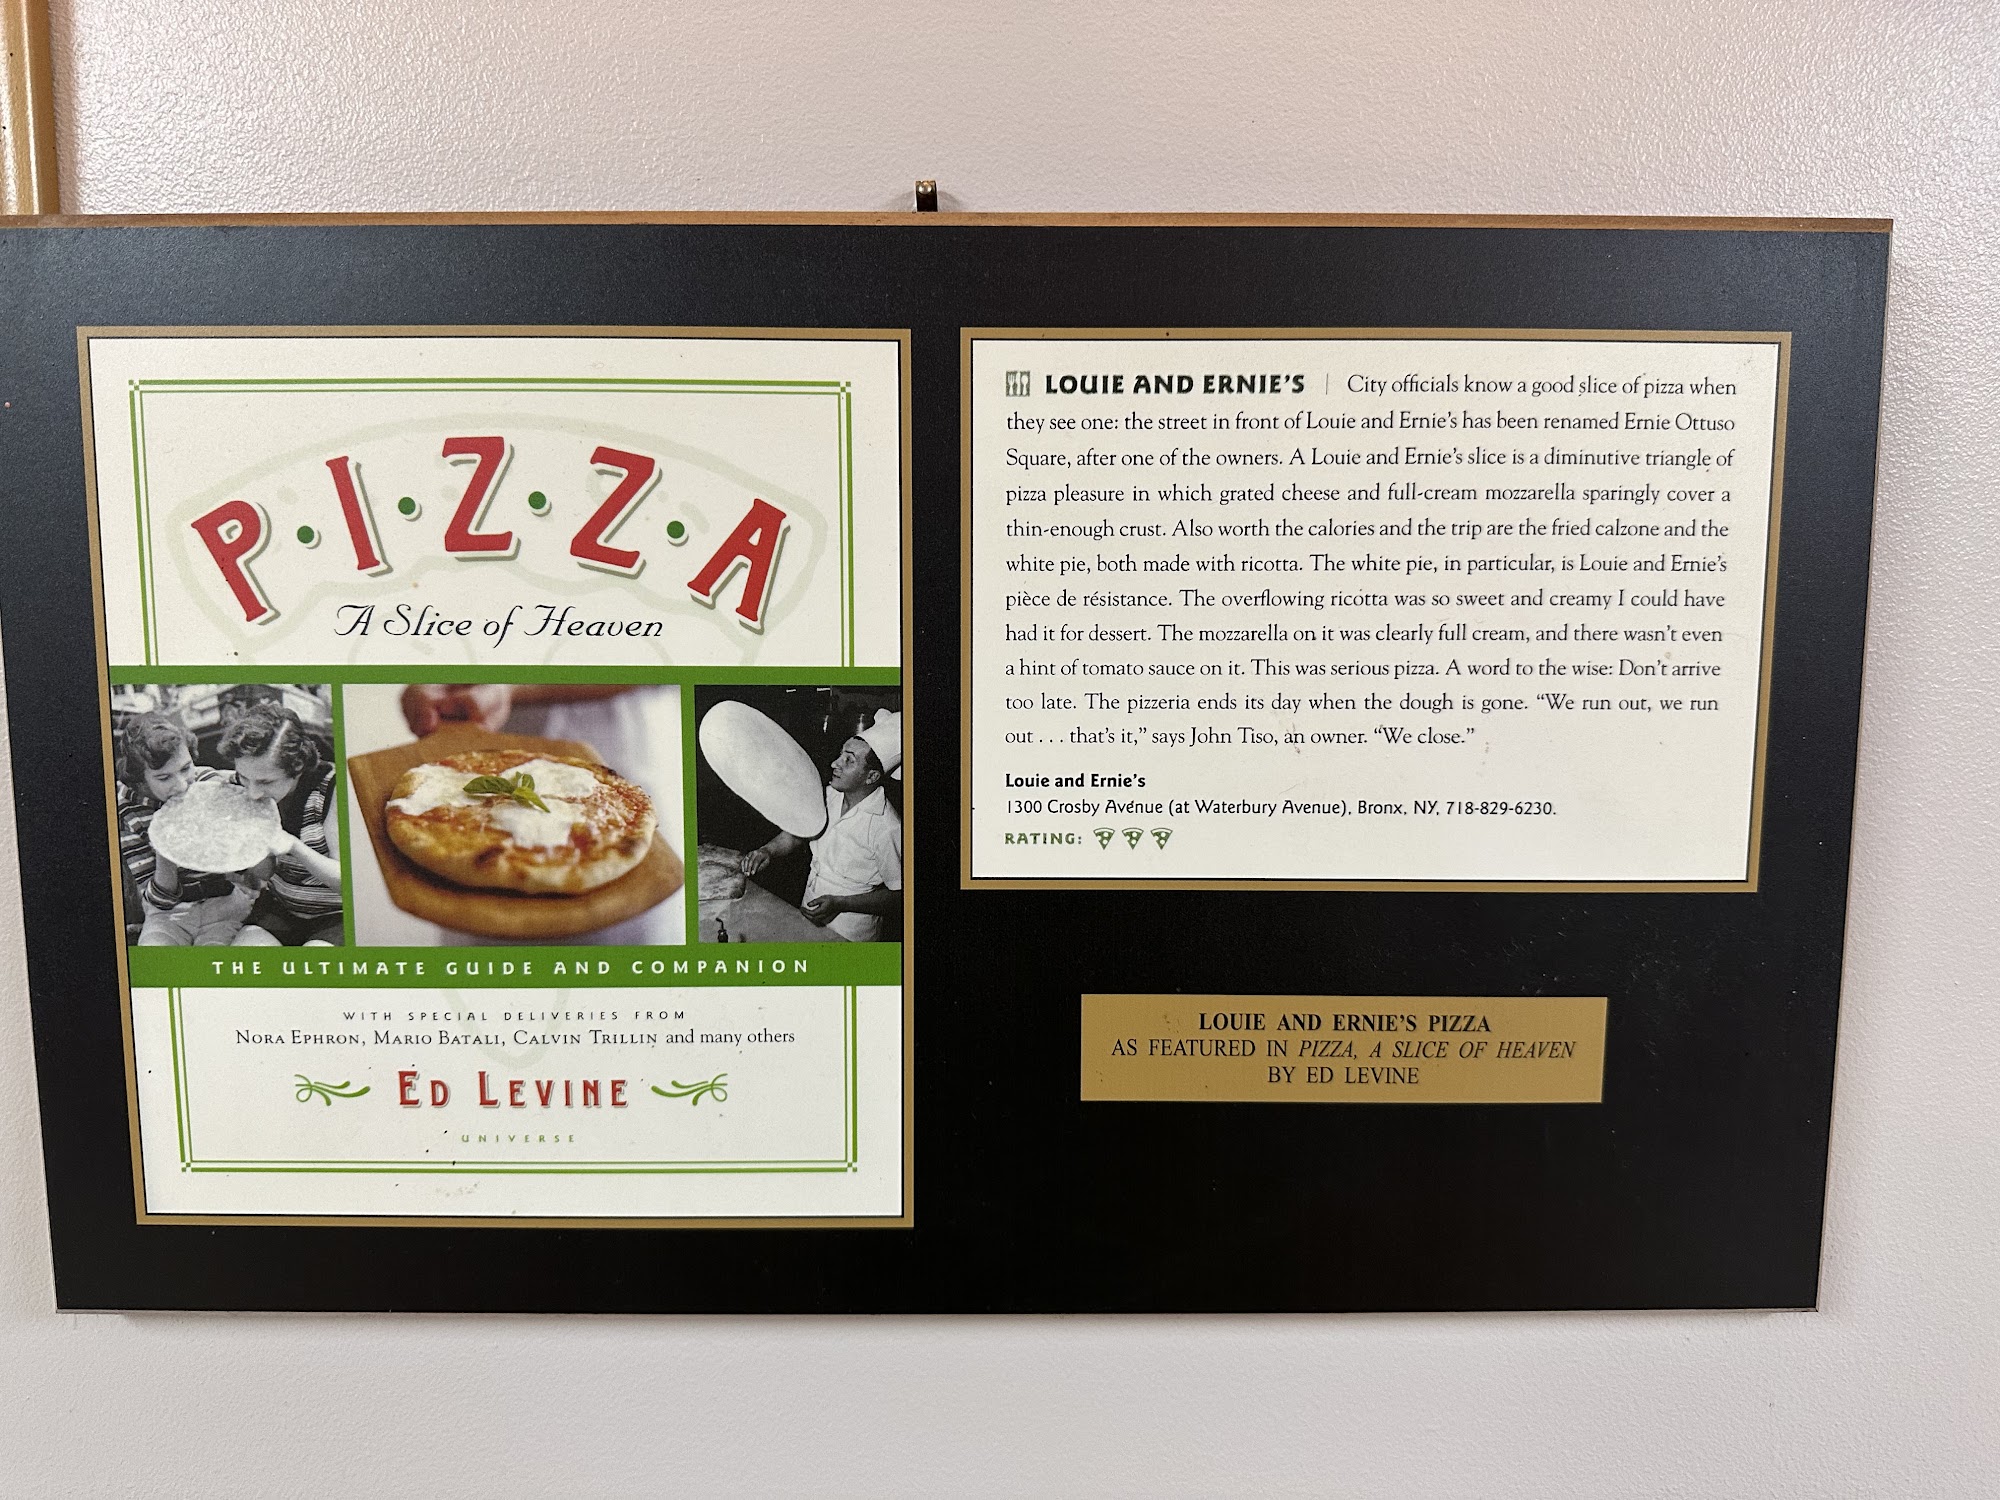 P·I·Z·Z·A
A Slice of Heaven
THE ULTIMATE GUIDE AND COMPANION
WITH SPECIAL DELIVERIES FROM
NORA EPHRON, MARIO BATALI, CALVIN TRILLIN and many others
ED LEVINE
UNIVERSE
LOUIE AND ERNIE'S | City officials know a good slice of pizza when
they see one: the street in front of Louie and Ernie's has been renamed Ernie Ottuso
Square, after one of the owners. A Louie and Ernie's slice is a diminutive triangle of
pizza pleasure in which grated cheese and full-cream mozzarella sparingly cover a
thin-enough crust. Also worth the calories and the trip are the fried calzone and the
white pie, both made with ricotta. The white pie, in particular, is Louie and Ernie's
pièce de résistance. The overflowing ricotta was so sweet and creamy I could have
had it for dessert. The mozzarella on it was clearly full cream, and there wasn't even
a hint of tomato sauce on it. This was serious pizza. A word to the wise: Don't arrive
too late. The pizzeria ends its day when the dough is gone. "We run out, we run
out . . . that's it," says John Tiso, an owner. "We close."
Louie and Ernie's
1300 Crosby Avenue (at Waterbury Avenue), Bronx, NY, 718-829-6230.
RATING:
LOUIE AND ERNIE'S PIZZA
AS FEATURED IN PIZZA, A SLICE OF HEAVEN
BY ED LEVINE